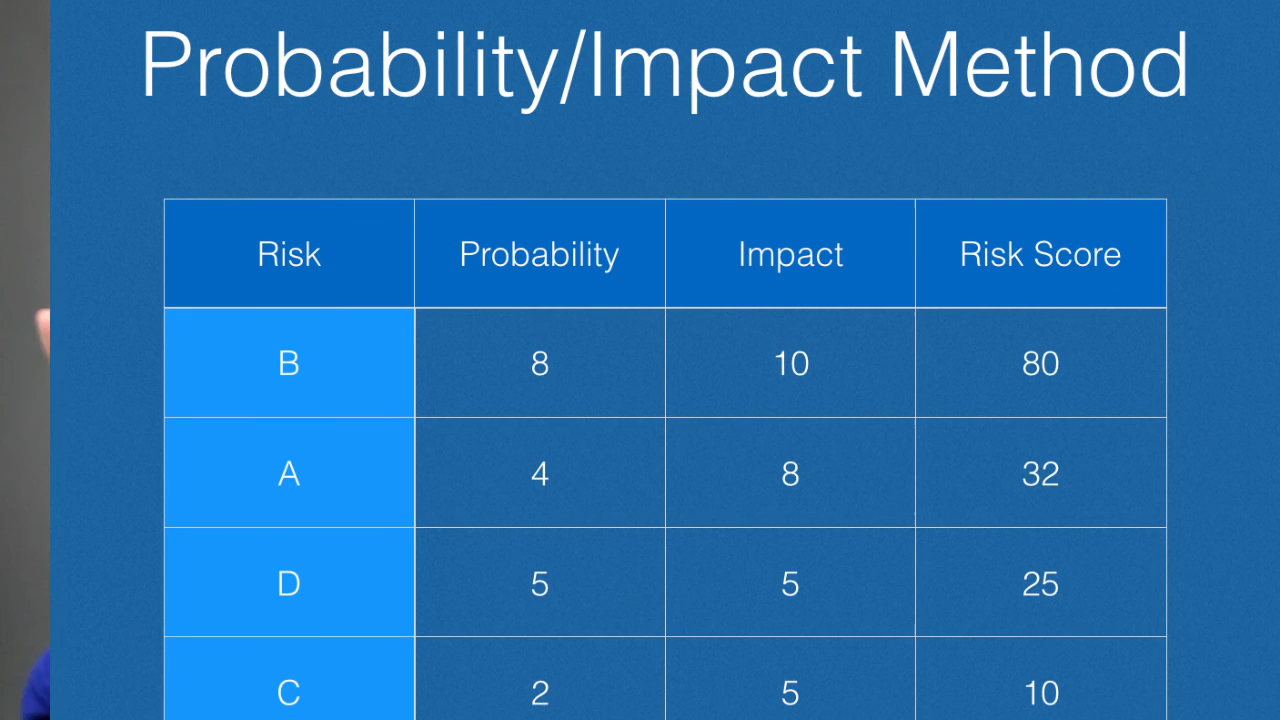 Probability/Impact Method
Risk Probability Impact Risk Score
B 8 10 80
A 4 8 32
D 5 5 25
C 2 5 10